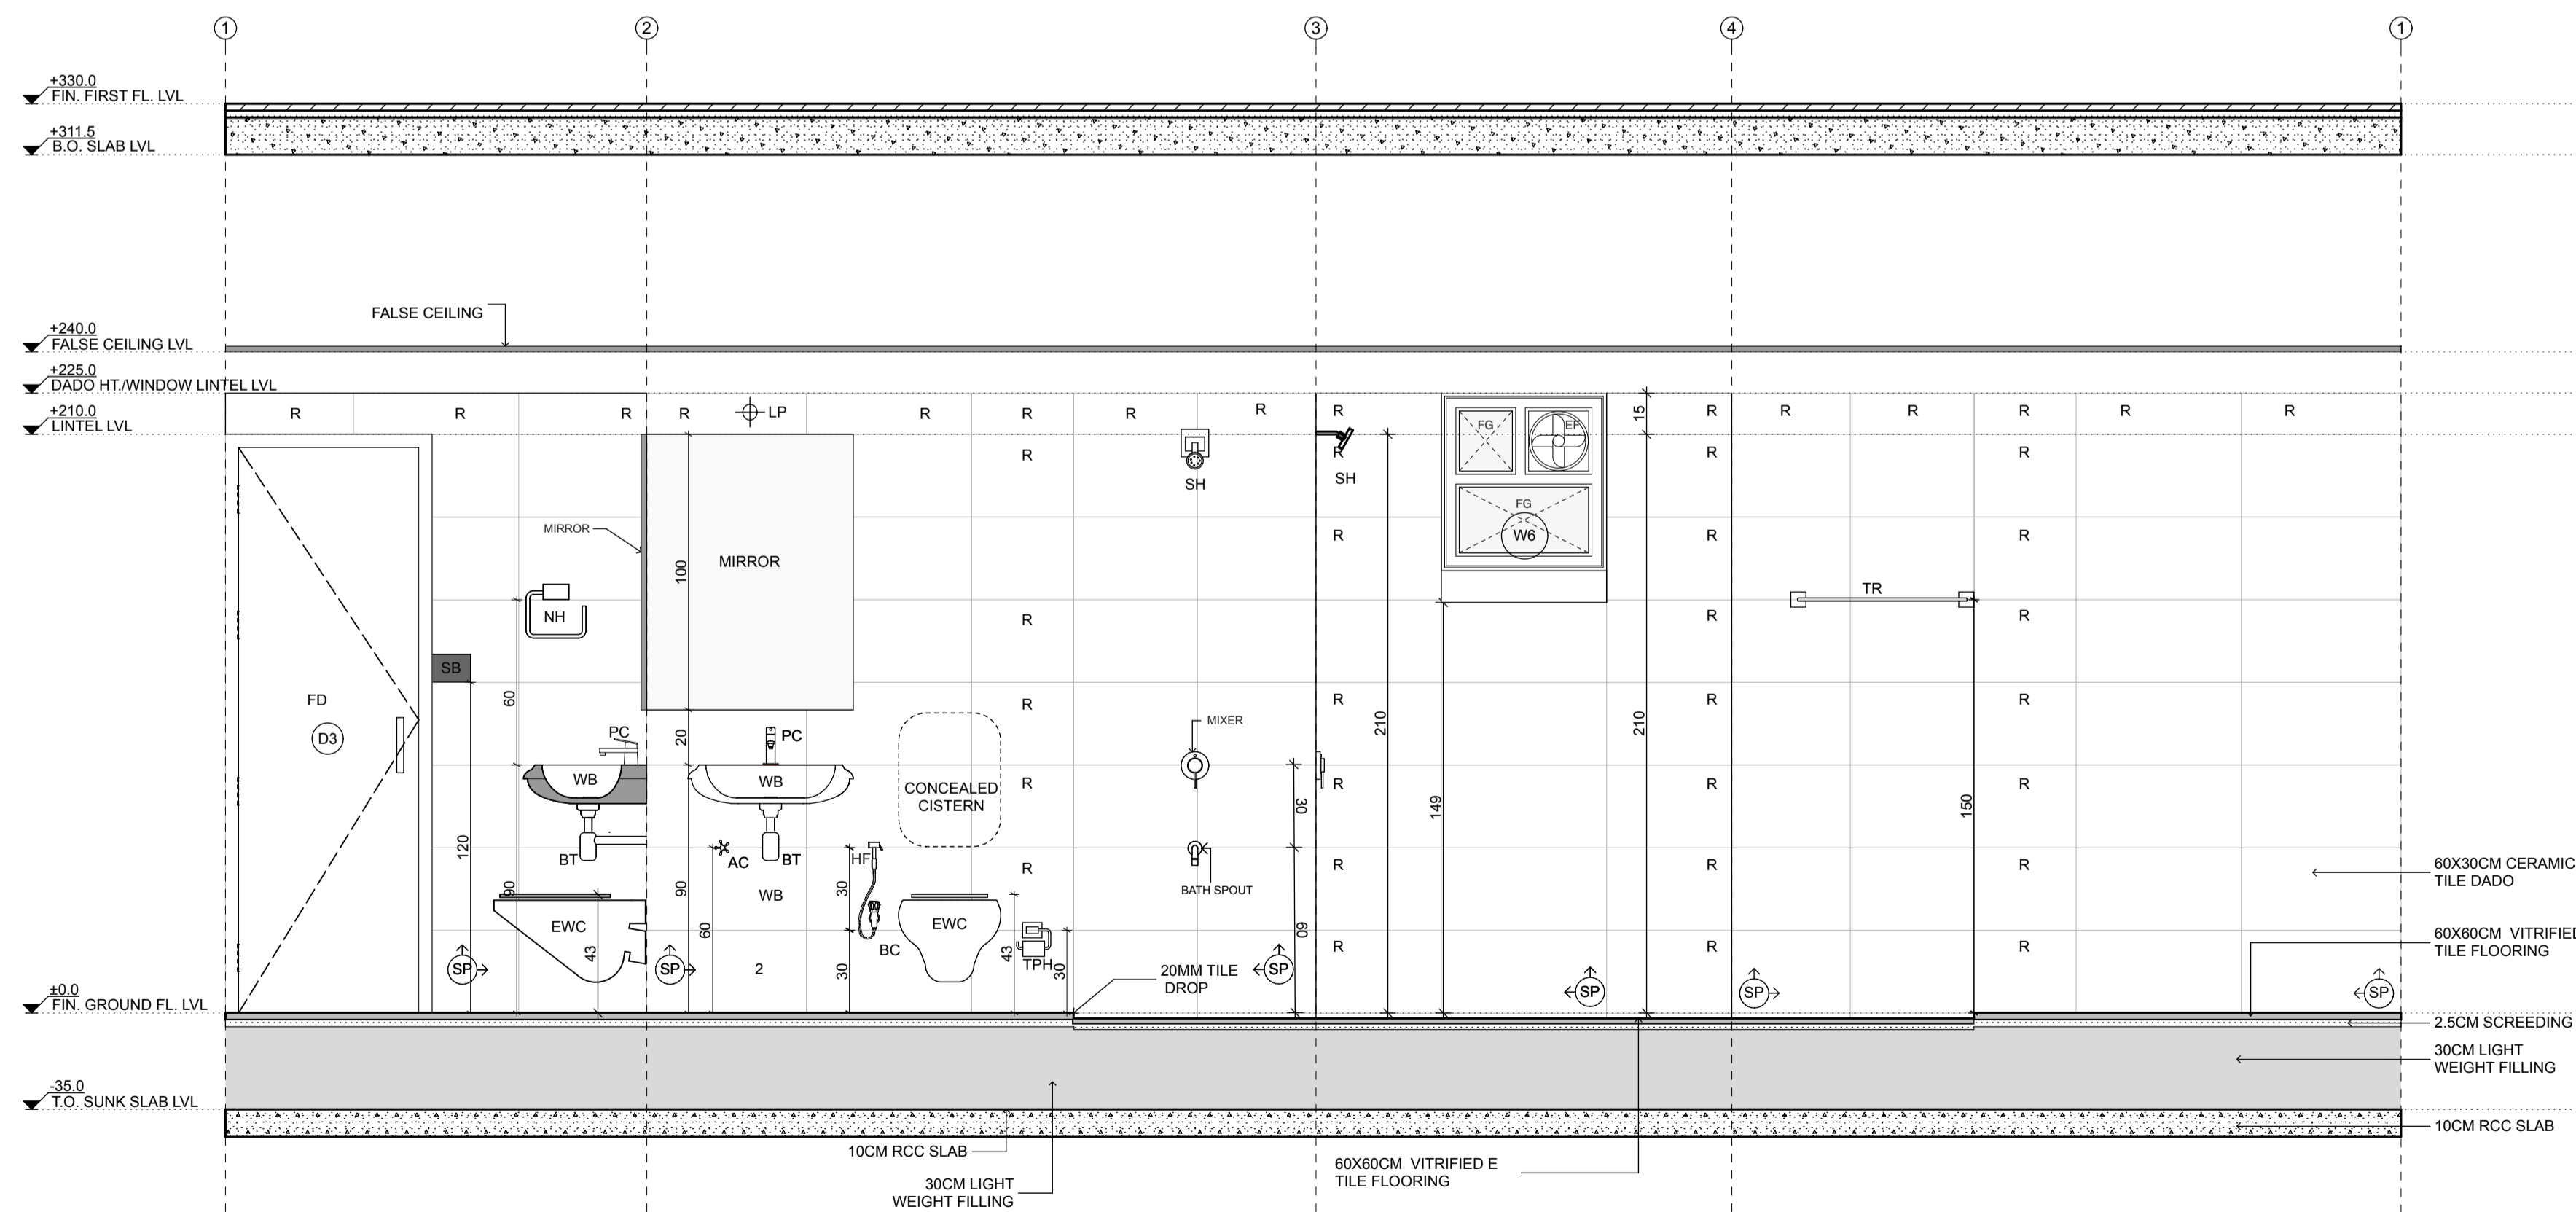 1
2
3
4
1
+330.0
FIN. FIRST FL. LVL
+311.5
B.O. SLAB LVL
FALSE CEILING
+240.0
FALSE CEILING LVL
+225.0
DADO HT./WINDOW LINTEL LVL
+210.0
LINTEL LVL
R
R
R
R
LP
R
R
R
R
R
15
R
R
R
R
R
R
FG
EF
R
R
R
R
SH
SH
FG
MIRROR
W6
R
R
R
100
MIRROR
TR
NH
R
R
R
SB
60
FD
R
R
R
R
D3
PC
20
PC
MIXER
210
210
WB
WB
CONCEALED
CISTERN
R
R
R
R
30
149
150
120
BT
AC
BT
HF
R
R
R
R
60X30CM CERAMIC
TILE DADO
90
90
WB
30
BATH SPOUT
EWC
60
EWC
60
43
BC
43
R
R
R
60X60CM VITRIFIED
TILE FLOORING
SP
SP
2
30
TPH
30
20MM TILE
DROP
SP
SP
SP
SP
±0.0
FIN. GROUND FL. LVL
2.5CM SCREEDING
30CM LIGHT
WEIGHT FILLING
-35.0
T.O. SUNK SLAB LVL
10CM RCC SLAB
10CM RCC SLAB
60X60CM VITRIFIED E
TILE FLOORING
30CM LIGHT
WEIGHT FILLING